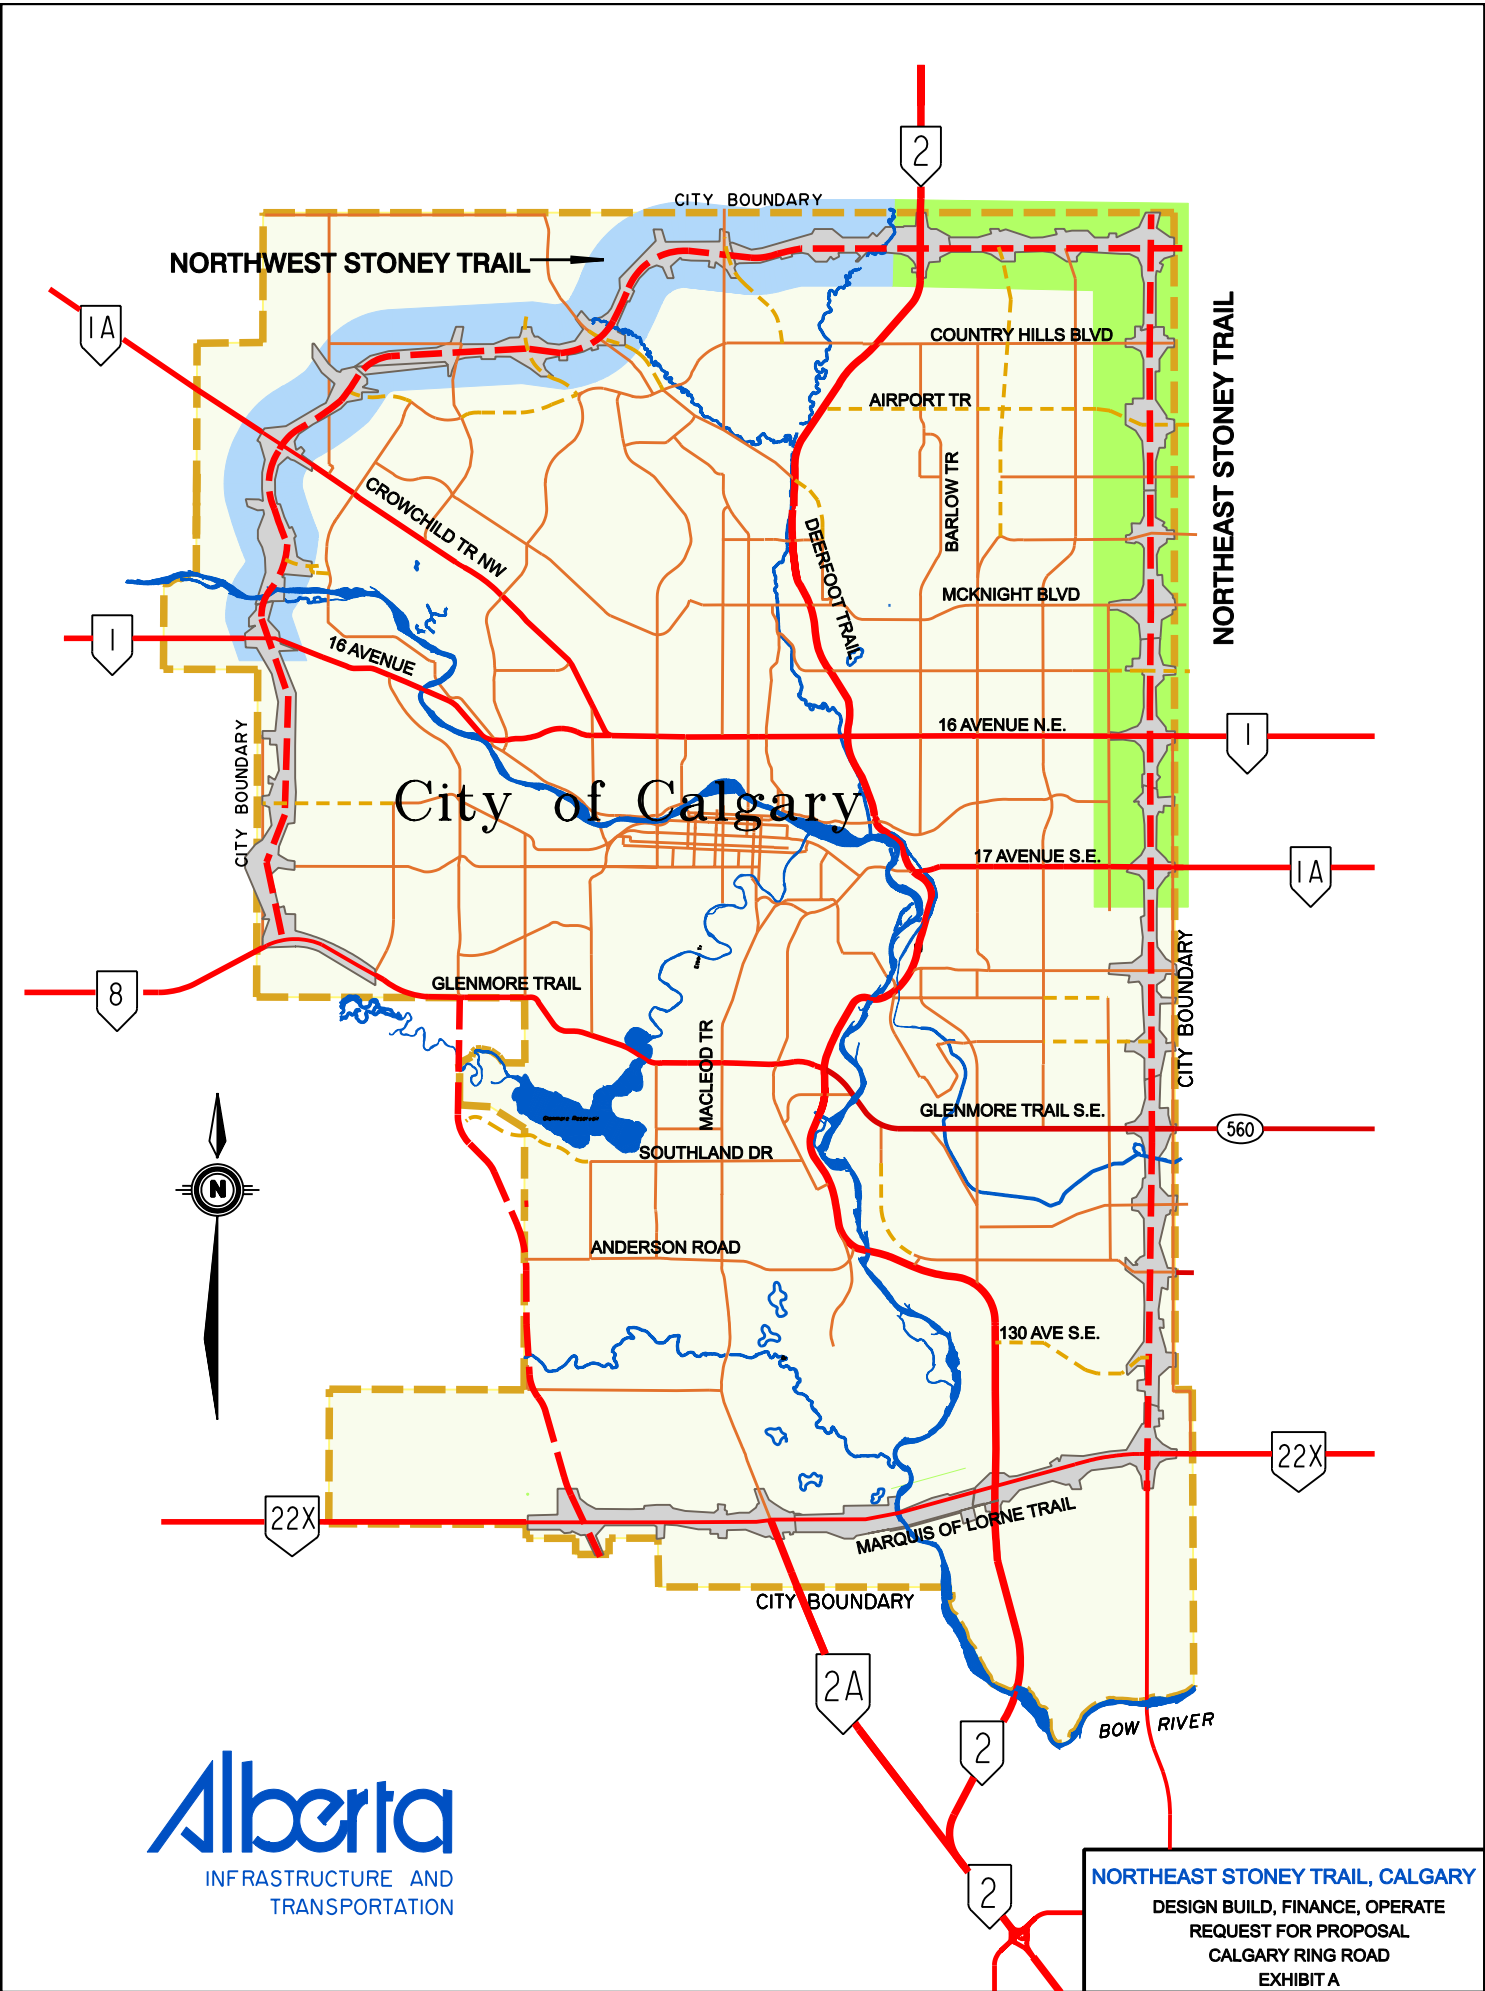 2
CITY BOUNDARY
NORTHWEST STONEY TRAIL
1A
COUNTRY HILLS BLVD
AIRPORT TR
NORTHEAST STONEY TRAIL
BARLOW TR
CROWCHILD TR NW
DEERFOOT TRAIL
MCKNIGHT BLVD
1
16 AVENUE
16 AVENUE N.E.
1
CITY BOUNDARY
City of Calgary
17 AVENUE S.E.
1A
8
GLENMORE TRAIL
CITY BOUNDARY
MACLEOD TR
GLENMORE TRAIL S.E.
560
SOUTHLAND DR
N
ANDERSON ROAD
130 AVE S.E.
22X
22X
MARQUIS OF LORNE TRAIL
CITY BOUNDARY
2A
2
BOW RIVER
Alberta
INFRASTRUCTURE AND
TRANSPORTATION
2
NORTHEAST STONEY TRAIL, CALGARY
DESIGN BUILD, FINANCE, OPERATE
REQUEST FOR PROPOSAL
CALGARY RING ROAD
EXHIBIT A